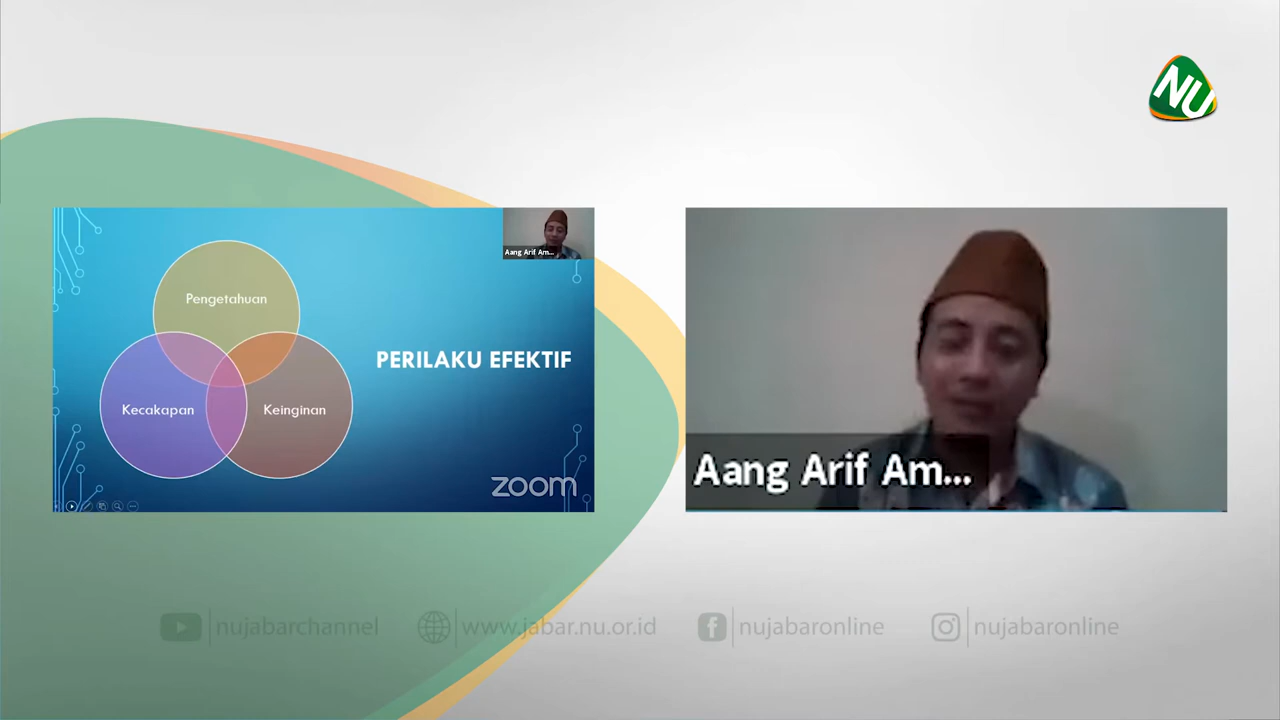 NU
Aang Arif Am...
Pengetahuan
PERILAKU EFEKTIF
Kecakapan
Keinginan
zoom
Aang Arif Am...
nujabarchannel
www.jabar.nu.or.id
nujabaronline
nujabaronline